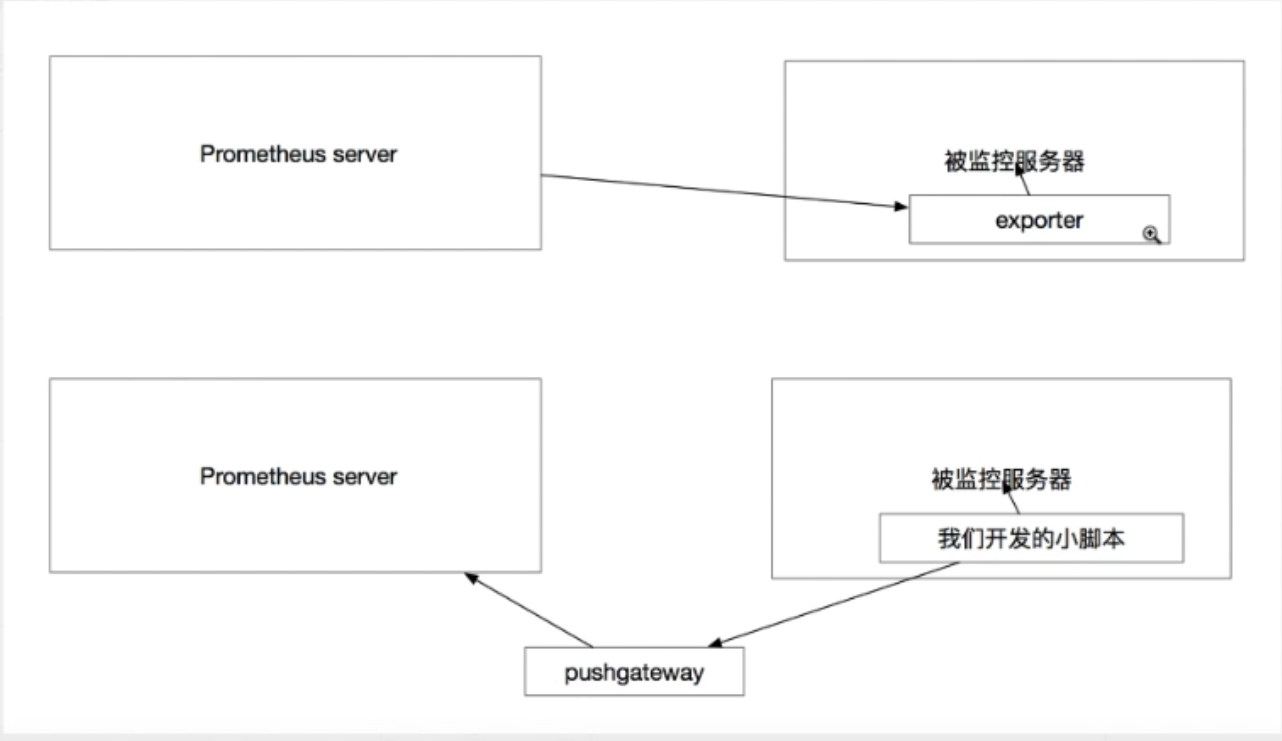 Prometheus server
被监控服务器
exporter
Prometheus server
被监控服务器
我们开发的小脚本
pushgateway